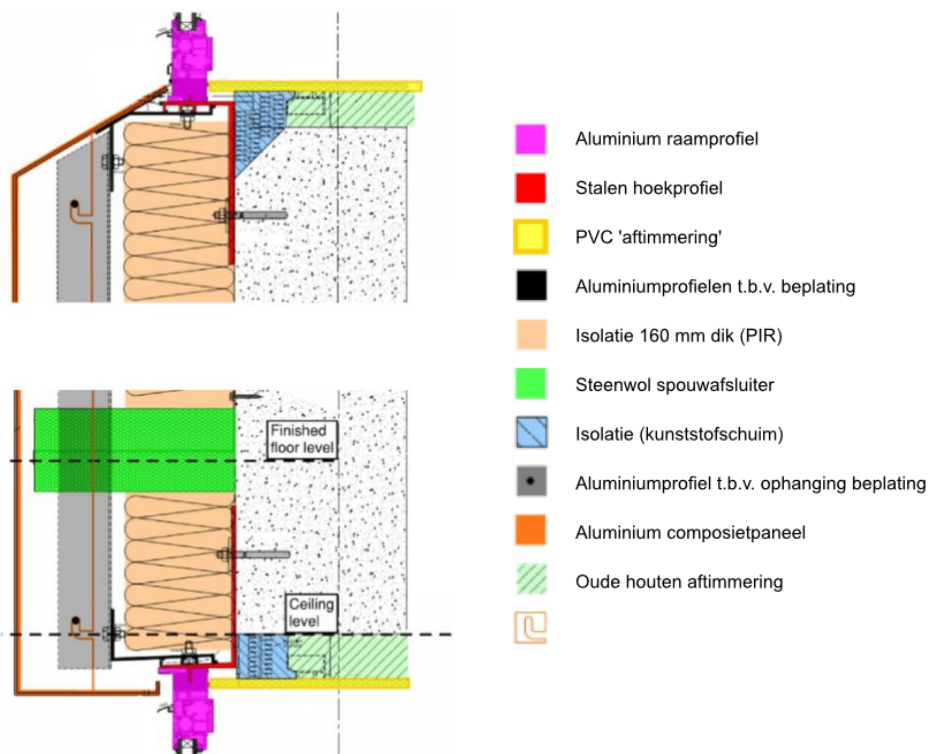 Finished
floor level
Ceiling
level
Aluminium raamprofiel
Stalen hoekprofiel
PVC 'aftimmering'
Aluminiumprofielen t.b.v. beplating
Isolatie 160 mm dik (PIR)
Steenwol spouwafsluiter
Isolatie (kunststofschuim)
Aluminiumprofiel t.b.v. ophanging beplating
Aluminium composietpaneel
Oude houten aftimmering